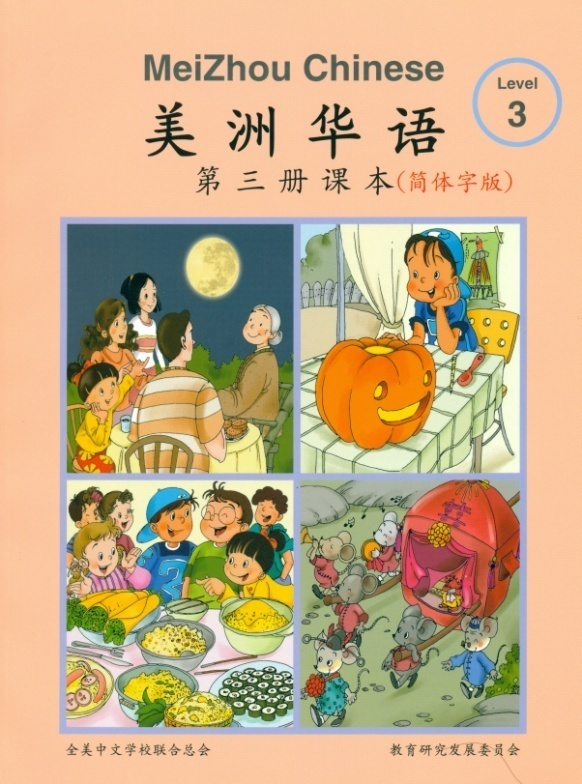 MeiZhou Chinese
Level
3
美洲华语
第三册课本(简体字版)
全美中文学校联合总会 教育研究发展委员会